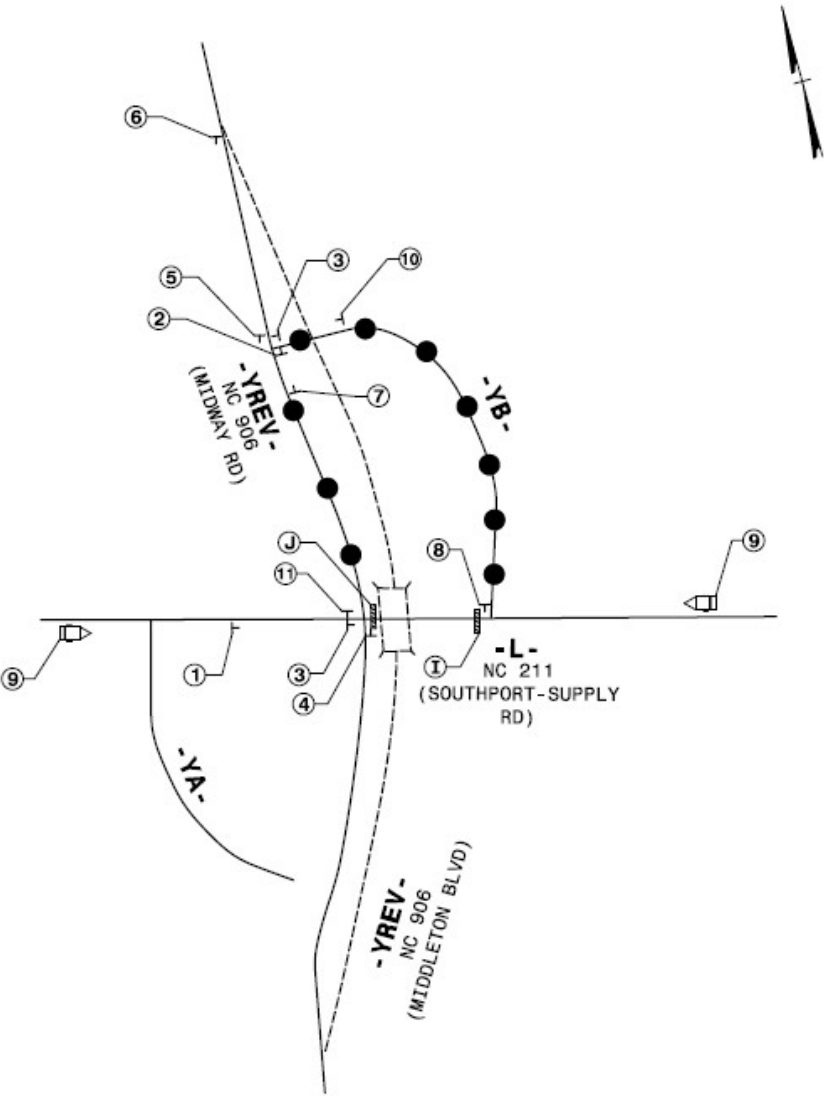 6
5
3
10
2
7
-YREV-
NC 906
(MIDWAY RD)
-YB-
J
11
8
9
9
1
3
4
I
-L-
NC 211
(SOUTHPORT-SUPPLY
RD)
-YA-
-YREV-
NC 906
(MIDDLETON BLVD)